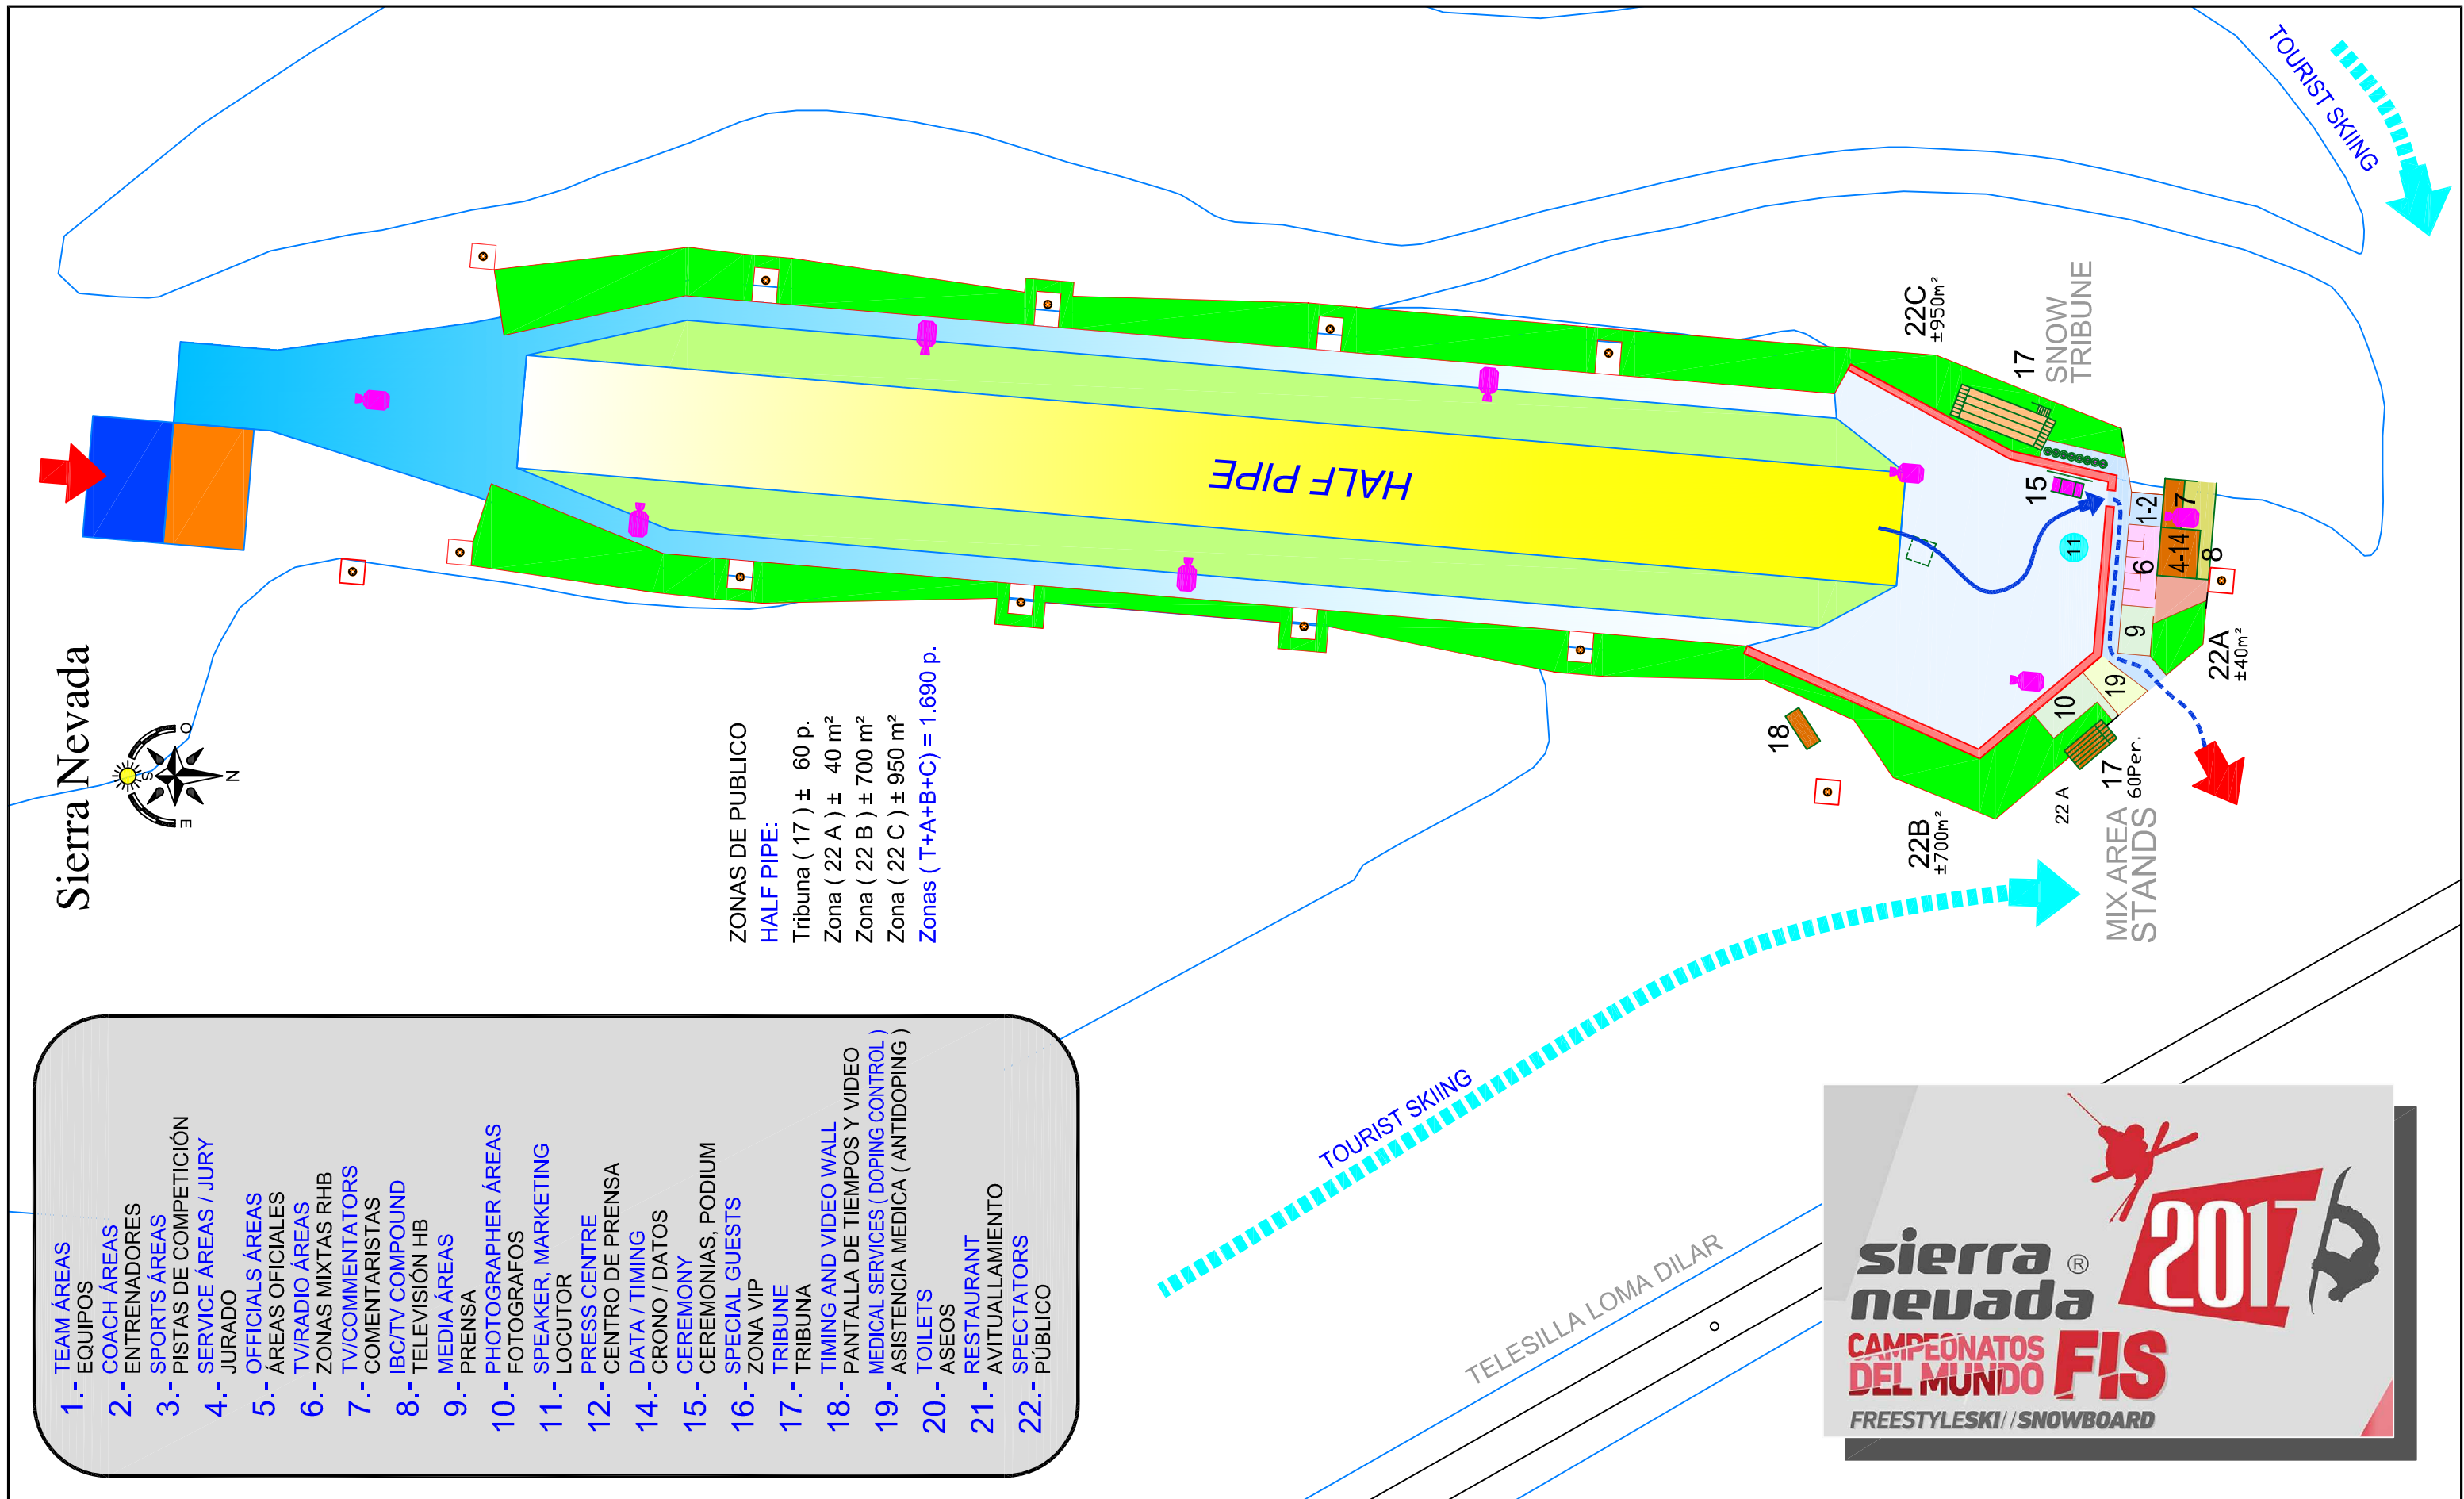 Sierra Nevada
S
O
E
N
TOURIST SKIING
HALF PIPE
22C
±950m²
17
SNOW
TRIBUNE
15
11
1-2
7
4-14
6
8
9
22A
±40m²
19
10
18
17
60Per.
22 A
22B
±700m²
MIX AREA
STANDS
ZONAS DE PUBLICO
HALF PIPE:
Tribuna ( 17 ) ± 60 p.
Zona ( 22 A ) ± 40 m²
Zona ( 22 B ) ± 700 m²
Zona ( 22 C ) ± 950 m²
Zonas ( T+A+B+C) = 1.690 p.
1.- TEAM ÁREAS
EQUIPOS
2.- COACH ÁREAS
ENTRENADORES
3.- SPORTS ÁREAS
PISTAS DE COMPETICIÓN
4.- SERVICE ÁREAS / JURY
JURADO
5.- OFFICIALS ÁREAS
ÁREAS OFICIALES
6.- TV/RADIO ÁREAS
ZONAS MIXTAS RHB
7.- TV/COMMENTATORS
COMENTARISTAS
8.- IBC/TV COMPOUND
TELEVISIÓN HB
9.- MEDIA ÁREAS
PRENSA
10.- PHOTOGRAPHER ÁREAS
FOTOGRAFOS
11.- SPEAKER, MARKETING
LOCUTOR
12.- PRESS CENTRE
CENTRO DE PRENSA
14.- DATA / TIMING
CRONO / DATOS
15.- CEREMONY
CEREMONIAS, PODIUM
16.- SPECIAL GUESTS
ZONA VIP
17.- TRIBUNE
TRIBUNA
18.- TIMING AND VIDEO WALL
PANTALLA DE TIEMPOS Y VIDEO
19.- MEDICAL SERVICES ( DOPING CONTROL )
ASISTENCIA MEDICA ( ANTIDOPING )
20.- TOILETS
ASEOS
21.- RESTAURANT
AVITUALLAMIENTO
22.- SPECTATORS
PÚBLICO
TOURIST SKIING
TELESILLA LOMA DILAR
sierra ®
nevada
2017
CAMPEONATOS
DEL MUNDO FIS
FREESTYLESKI//SNOWBOARD